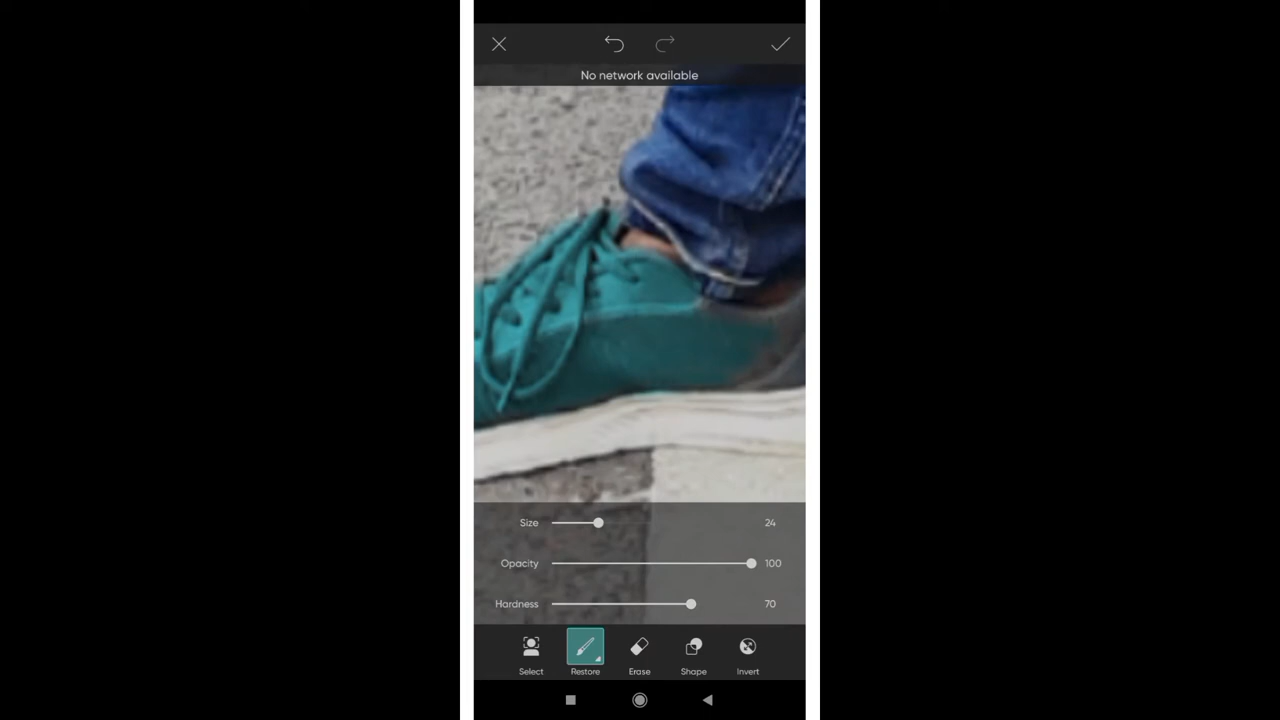 No network available
Size 24
Opacity 100
Hardness 70
Select Restore Erase Shape Invert